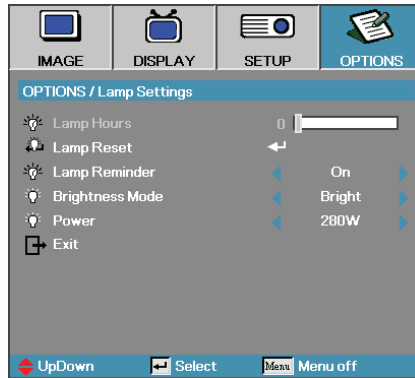 IMAGE DISPLAY SETUP OPTIONS
OPTIONS / Lamp Settings
Lamp Hours 0
Lamp Reset
Lamp Reminder On
Brightness Mode Bright
Power 280W
Exit
UpDown Select Menu Menu off